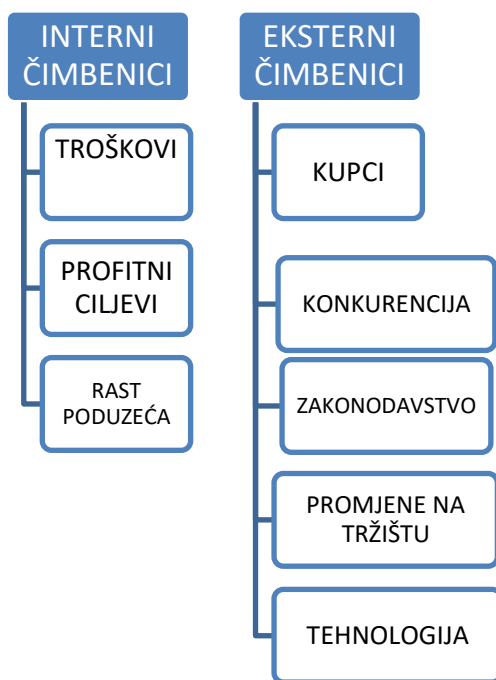 INTERNI
ČIMBENICI
TROŠKOVI
PROFITNI
CILJEVI
RAST
PODUZEĆA
EKSTERNI
ČIMBENICI
KUPCI
KONKURENCIJA
ZAKONODAVSTVO
PROMJENE NA
TRŽIŠTU
TEHNOLOGIJA